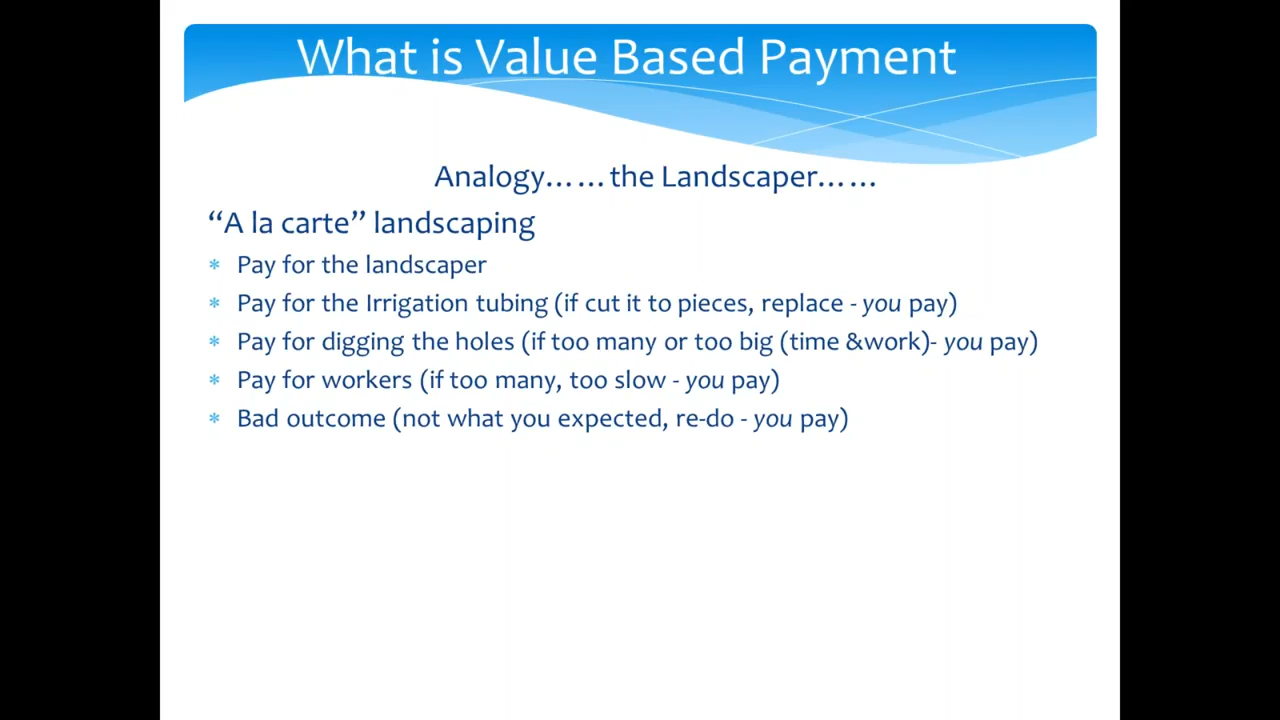 What is Value Based Payment
Analogy……the Landscaper……
“A la carte” landscaping
* Pay for the landscaper
* Pay for the Irrigation tubing (if cut it to pieces, replace - you pay)
* Pay for digging the holes (if too many or too big (time &work)- you pay)
* Pay for workers (if too many, too slow - you pay)
* Bad outcome (not what you expected, re-do - you pay)